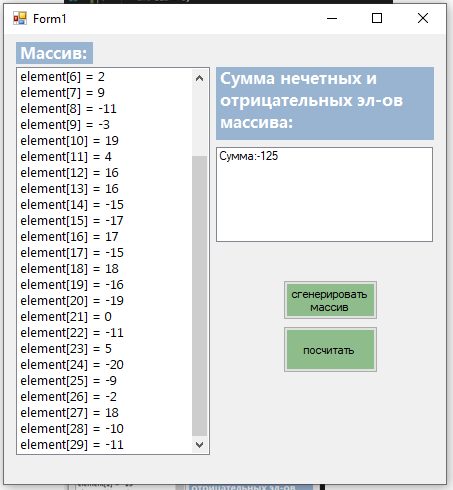 Form1
Массив:
element[6] = 2
element[7] = 9
element[8] = -11
element[9] = -3
element[10] = 19
element[11] = 4
element[12] = 16
element[13] = 16
element[14] = -15
element[15] = -17
element[16] = 17
element[17] = -15
element[18] = 18
element[19] = -16
element[20] = -19
element[21] = 0
element[22] = -11
element[23] = 5
element[24] = -20
element[25] = -9
element[26] = -2
element[27] = 18
element[28] = -10
element[29] = -11
Сумма нечетных и
отрицательных эл-ов
массива:
Сумма:-125
сгенерировать
массив
посчитать